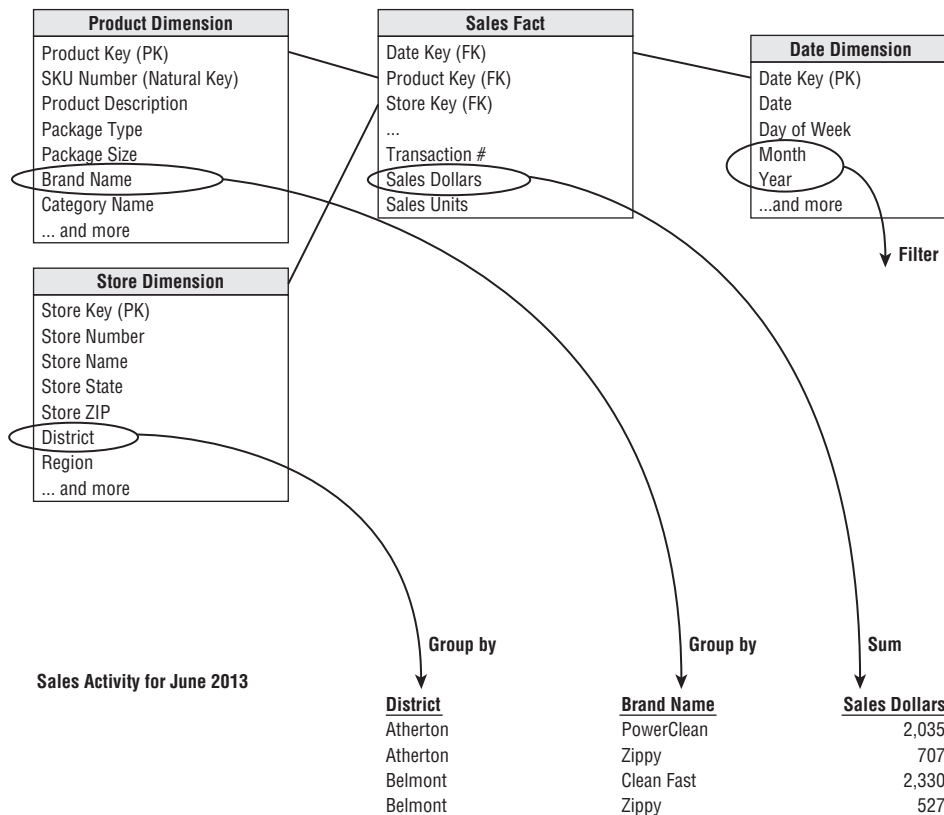 Product Dimension
Product Key (PK)
SKU Number (Natural Key)
Product Description
Package Type
Package Size
Brand Name
Category Name
... and more
Sales Fact
Date Key (FK)
Product Key (FK)
Store Key (FK)
...
Transaction #
Sales Dollars
Sales Units
Date Dimension
Date Key (PK)
Date
Day of Week
Month
Year
...and more
Filter
Store Dimension
Store Key (PK)
Store Number
Store Name
Store State
Store ZIP
District
Region
... and more
Group by
Group by
Sum
Sales Activity for June 2013
District Brand Name Sales Dollars
Atherton PowerClean 2,035
Atherton Zippy 707
Belmont Clean Fast 2,330
Belmont Zippy 527